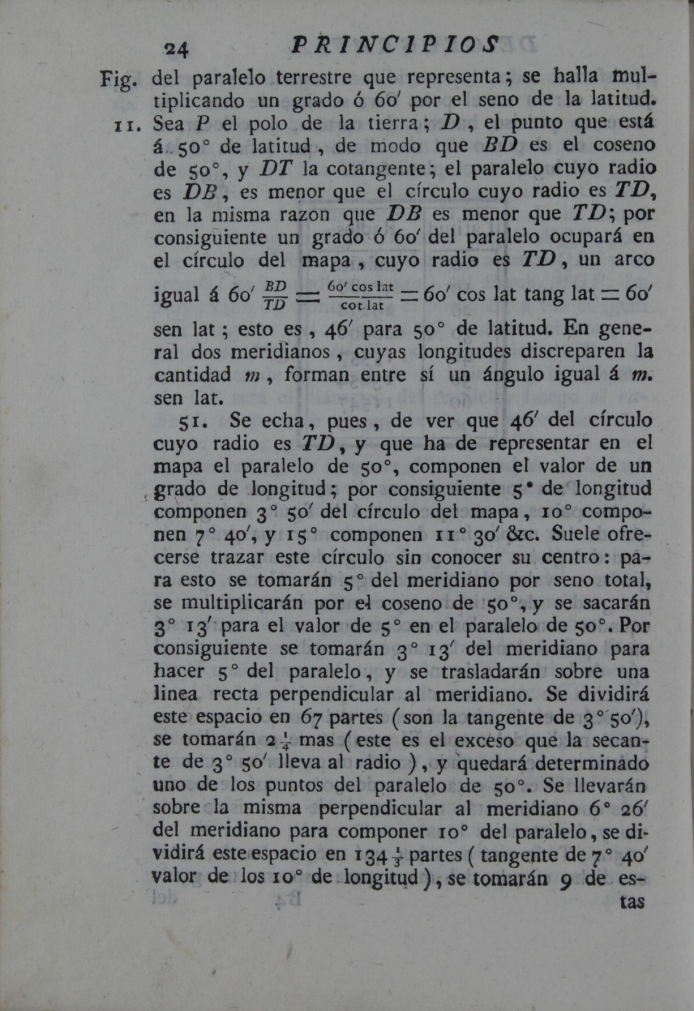 24 PRINCIPIOS
Fig. del paralelo terrestre que representa; se halla mul-
tiplicando un grado ó 60′ por el seno de la latitud.
11. Sea P el polo de la tierra; D, el punto que está
á 50° de latitud, de modo que BD es el coseno
de 50°, y DT la cotangente; el paralelo cuyo radio
es DB, es menor que el círculo cuyo radio es TD,
en la misma razon que DB es menor que TD; por
consiguiente un grado ó 60′ del paralelo ocupará en
el círculo del mapa, cuyo radio es TD, un arco
igual á 60′ BD/TD = 60′ cos lat/cot lat = 60′ cos lat tang lat = 60′
sen lat; esto es, 46′ para 50° de latitud. En gene-
ral dos meridianos, cuyas longitudes discreparen la
cantidad m, forman entre sí un ángulo igual á m.
sen lat.
51. Se echa, pues, de ver que 46′ del círculo
cuyo radio es TD, y que ha de representar en el
mapa el paralelo de 50°, componen el valor de un
grado de longitud; por consiguiente 5° de longitud
componen 3° 50′ del círculo del mapa, 10° compo-
nen 7° 40′, y 15° componen 11° 30′ &c. Suele ofre-
cerse trazar este círculo sin conocer su centro: pa-
ra esto se tomarán 5° del meridiano por seno total,
se multiplicarán por el coseno de 50°, y se sacarán
3° 13′ para el valor de 5° en el paralelo de 50°. Por
consiguiente se tomarán 3° 13′ del meridiano para
hacer 5° del paralelo, y se trasladarán sobre una
linea recta perpendicular al meridiano. Se dividirá
este espacio en 67 partes (son la tangente de 3° 50′),
se tomarán 2 1/4 mas (este es el exceso que la secan-
te de 3° 50′ lleva al radio), y quedará determinado
uno de los puntos del paralelo de 50°. Se llevarán
sobre la misma perpendicular al meridiano 6° 26′
del meridiano para componer 10° del paralelo, se di-
vidirá este espacio en 134 1/3 partes (tangente de 7° 40′
valor de los 10° de longitud), se tomarán 9 de es-
tas